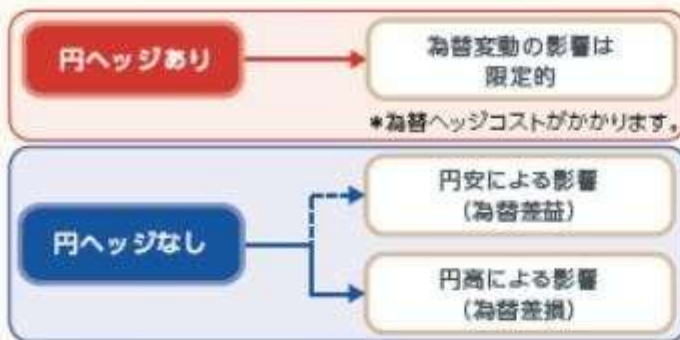 円ヘッジあり
為替変動の影響は
限定的
*為替ヘッジコストがかかります。
円ヘッジなし
円安による影響
(為替差益)
円高による影響
(為替差損)